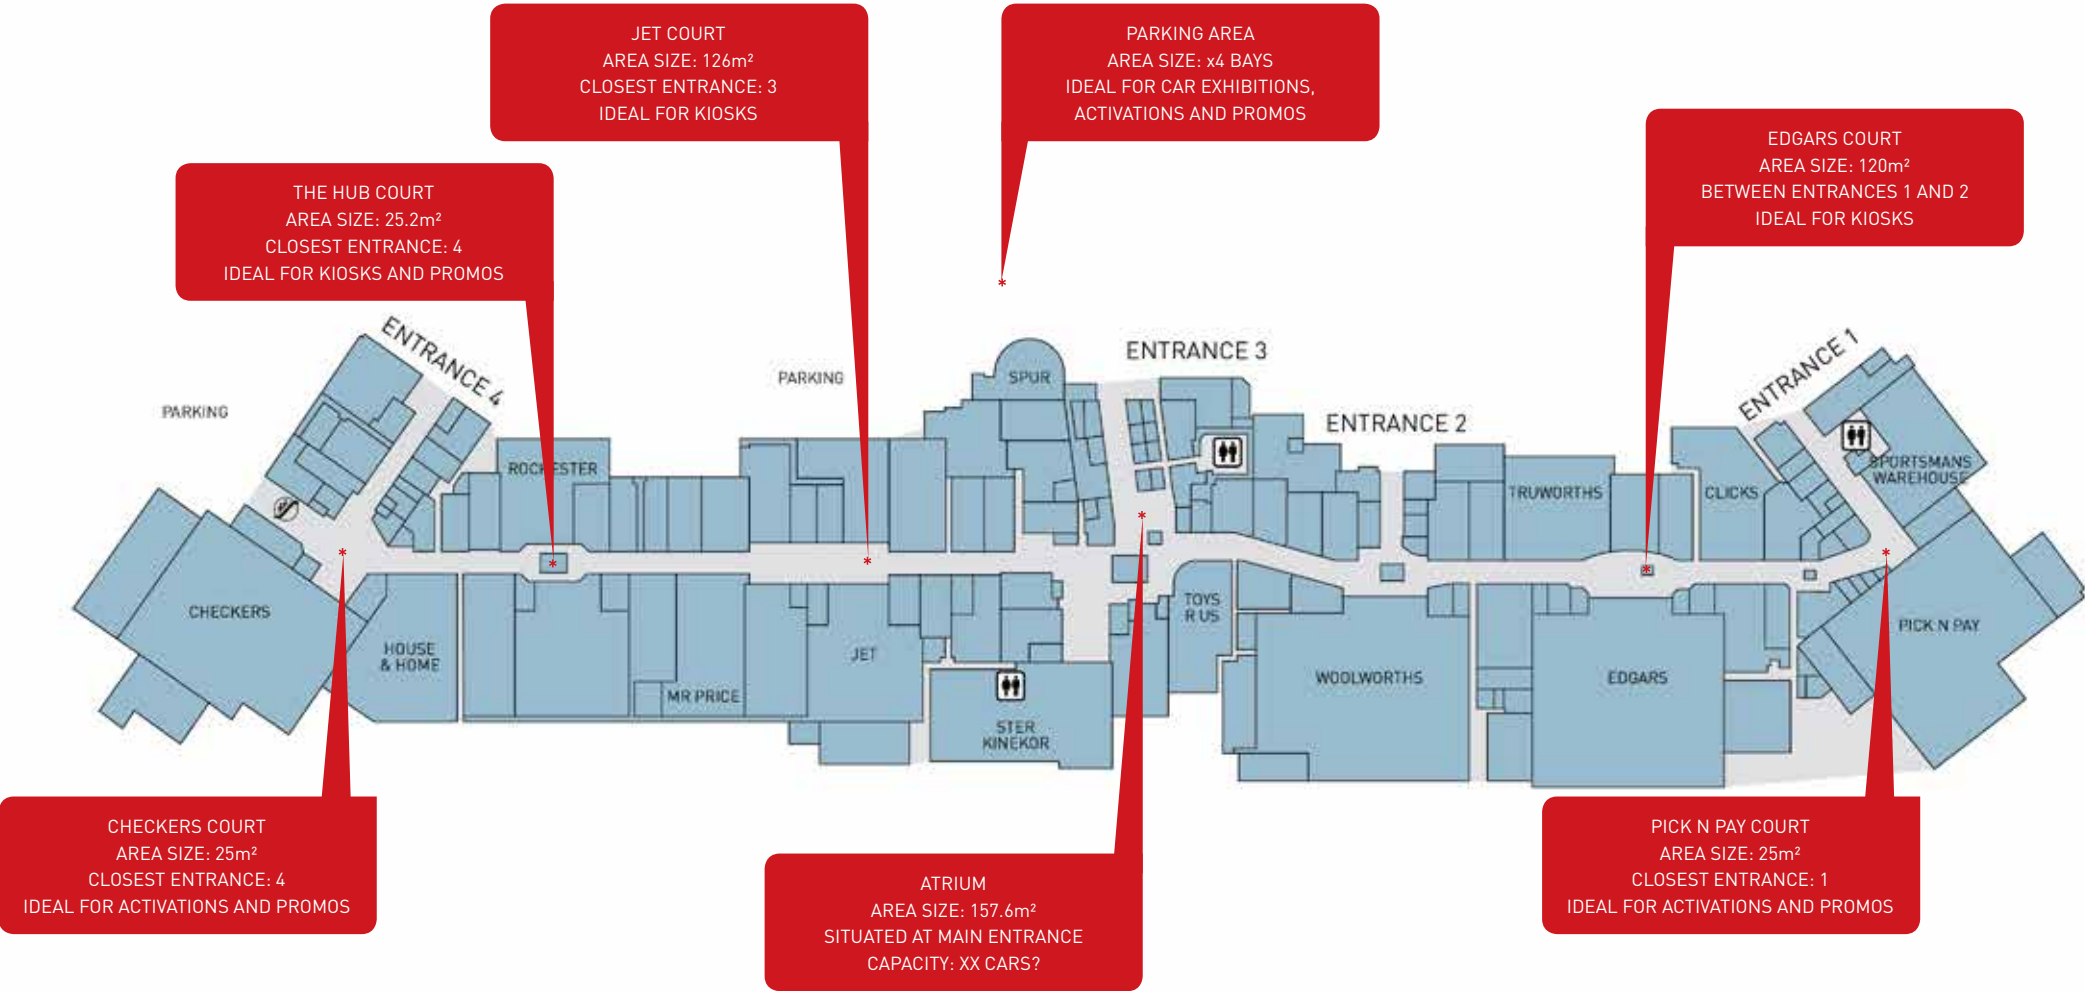 JET COURT
AREA SIZE: 126m²
CLOSEST ENTRANCE: 3
IDEAL FOR KIOSKS
PARKING AREA
AREA SIZE: x4 BAYS
IDEAL FOR CAR EXHIBITIONS,
ACTIVATIONS AND PROMOS
EDGARS COURT
AREA SIZE: 120m²
BETWEEN ENTRANCES 1 AND 2
IDEAL FOR KIOSKS
THE HUB COURT
AREA SIZE: 25.2m²
CLOSEST ENTRANCE: 4
IDEAL FOR KIOSKS AND PROMOS
ENTRANCE 4
PARKING
PARKING
SPUR
ENTRANCE 3
ENTRANCE 2
ENTRANCE 1
ROCHESTER
TRUWORTHS
CLICKS
SPORTSMANS
WAREHOUSE
CHECKERS
HOUSE
& HOME
MR PRICE
JET
STER
KINEKOR
TOYS
R US
WOOLWORTHS
EDGARS
PICK N PAY
CHECKERS COURT
AREA SIZE: 25m²
CLOSEST ENTRANCE: 4
IDEAL FOR ACTIVATIONS AND PROMOS
ATRIUM
AREA SIZE: 157.6m²
SITUATED AT MAIN ENTRANCE
CAPACITY: XX CARS?
PICK N PAY COURT
AREA SIZE: 25m²
CLOSEST ENTRANCE: 1
IDEAL FOR ACTIVATIONS AND PROMOS